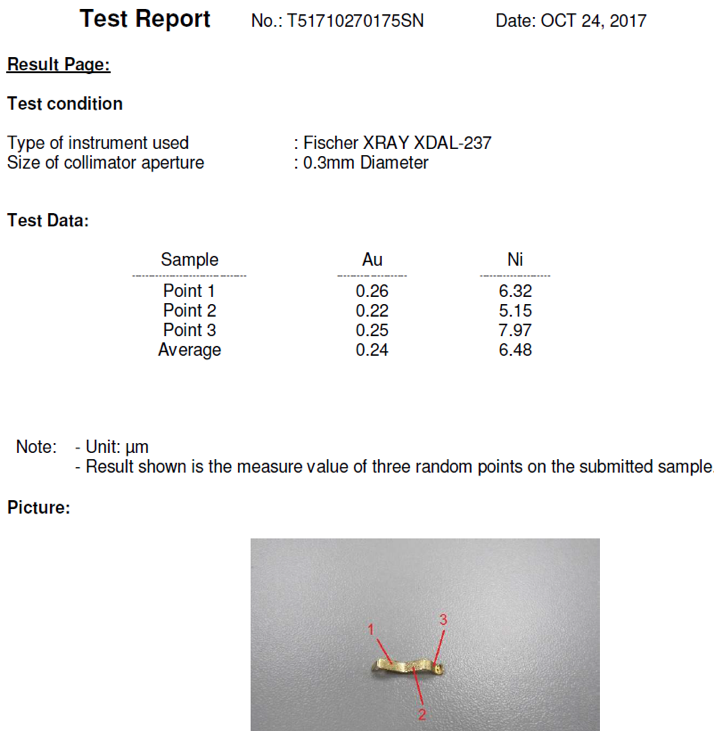 Test Report No.: T51710270175SN Date: OCT 24, 2017
Result Page:
Test condition
Type of instrument used : Fischer XRAY XDAL-237
Size of collimator aperture : 0.3mm Diameter
Test Data:
Sample Au Ni
Point 1 0.26 6.32
Point 2 0.22 5.15
Point 3 0.25 7.97
Average 0.24 6.48
Note: - Unit: µm
- Result shown is the measure value of three random points on the submitted sample
Picture:
1
3
2